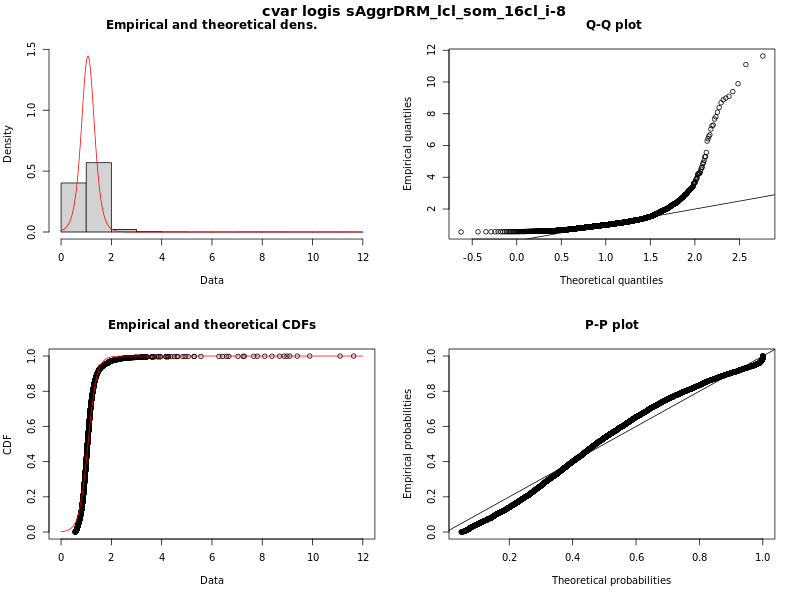 cvar logis sAggrDRM_lcl_som_16cl_i-8
Empirical and theoretical dens.
Density
0.0 0.5 1.0 1.5
0 2 4 6 8 10 12
Data
Q-Q plot
Empirical quantiles
2 4 6 8 10 12
-0.5 0.0 0.5 1.0 1.5 2.0 2.5
Theoretical quantiles
Empirical and theoretical CDFs
CDF
0.0 0.2 0.4 0.6 0.8 1.0
0 2 4 6 8 10 12
Data
P-P plot
Empirical probabilities
0.0 0.2 0.4 0.6 0.8 1.0
0.2 0.4 0.6 0.8 1.0
Theoretical probabilities